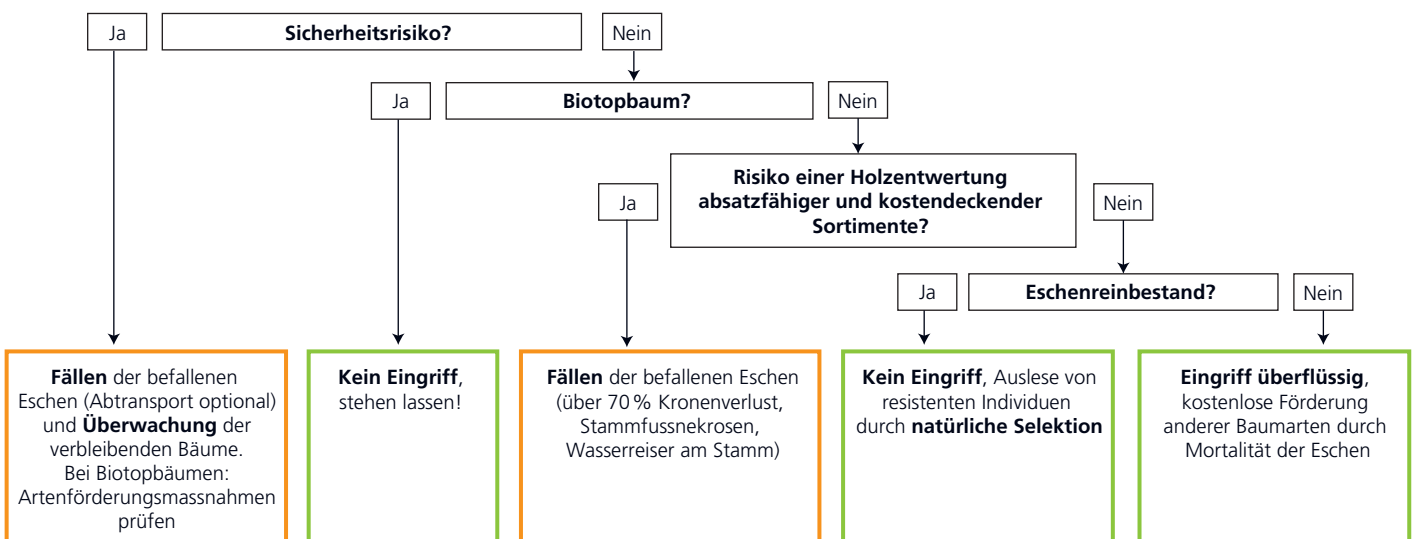 Ja
Sicherheitsrisiko?
Nein
Ja
Biotopbaum?
Nein
Risiko einer Holzentwertung
absatzfähiger und kostendeckender
Sortimente?
Ja
Nein
Ja
Eschenreinbestand?
Nein
Fällen der befallenen
Eschen (Abtransport optional)
und Überwachung der
verbleibenden Bäume.
Bei Biotopbäumen:
Artenförderungsmassnahmen
prüfen
Kein Eingriff,
stehen lassen!
Fällen der befallenen Eschen
(über 70 % Kronenverlust,
Stammfussnekrosen,
Wasserreiser am Stamm)
Kein Eingriff, Auslese von
resistenten Individuen
durch natürliche Selektion
Eingriff überflüssig,
kostenlose Förderung
anderer Baumarten durch
Mortalität der Eschen